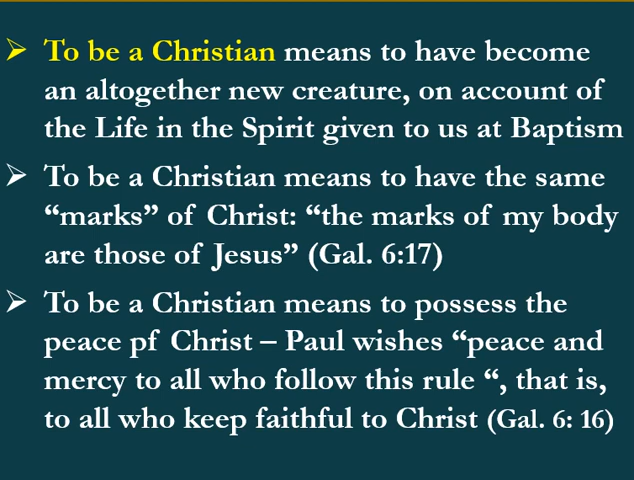 ➢ To be a Christian means to have become
an altogether new creature, on account of
the Life in the Spirit given to us at Baptism
➢ To be a Christian means to have the same
“marks” of Christ: “the marks of my body
are those of Jesus” (Gal. 6:17)
➢ To be a Christian means to possess the
peace pf Christ – Paul wishes “peace and
mercy to all who follow this rule “, that is,
to all who keep faithful to Christ (Gal. 6: 16)